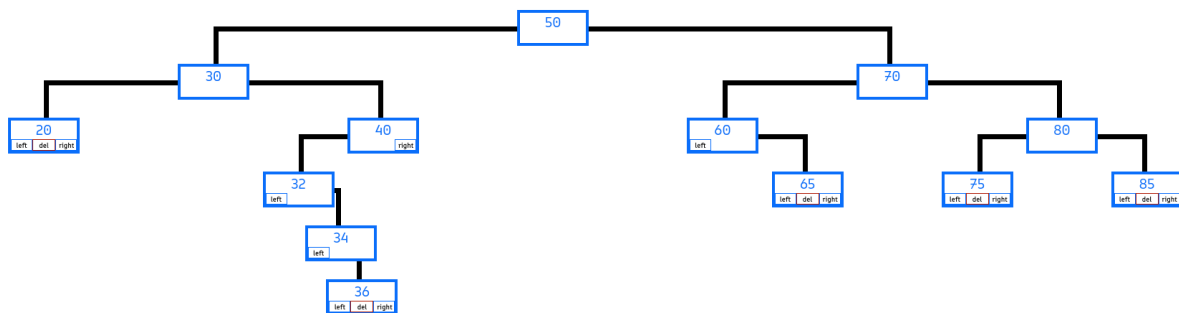 50
30
70
20
left del right
40
right
60
left
80
32
left
65
left del right
75
left del right
85
left del right
34
left
36
left del right